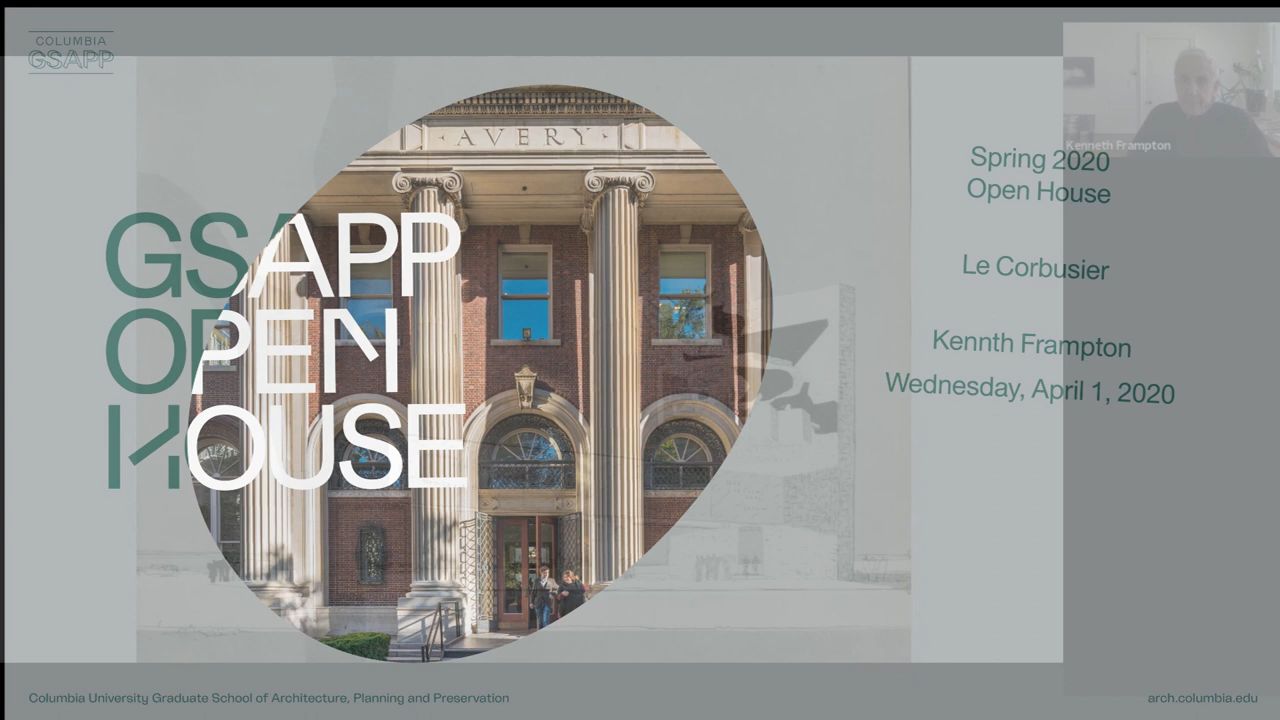 COLUMBIA
GSAPP
AVERY
GSAPP
OPEN
HOUSE
Kenneth Frampton
Spring 2020
Open House
Le Corbusier
Kennth Frampton
Wednesday, April 1, 2020
Columbia University Graduate School of Architecture, Planning and Preservation
arch.columbia.edu